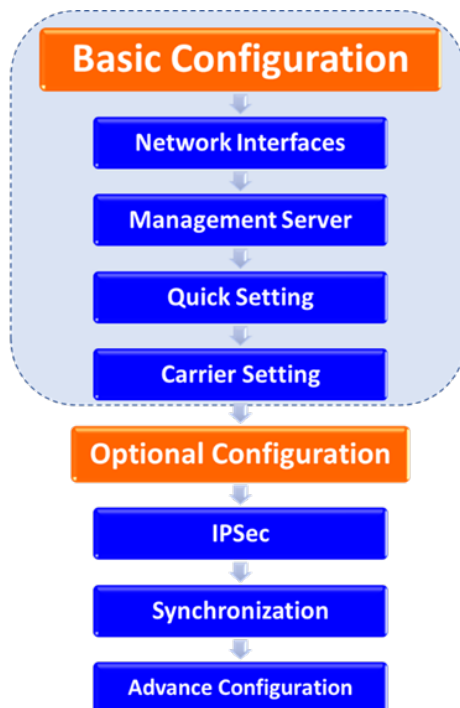 Basic Configuration
Network Interfaces
Management Server
Quick Setting
Carrier Setting
Optional Configuration
IPSec
Synchronization
Advance Configuration